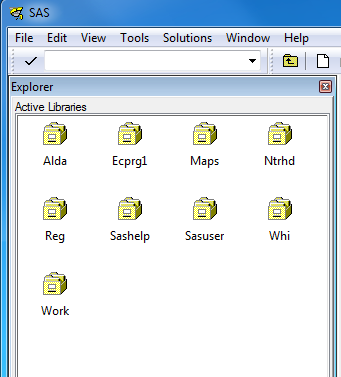 SAS
File Edit View Tools Solutions Window Help
Explorer
Active Libraries
Alda Ecprg1 Maps Ntrhd
Reg Sashelp Sasuser Whi
Work